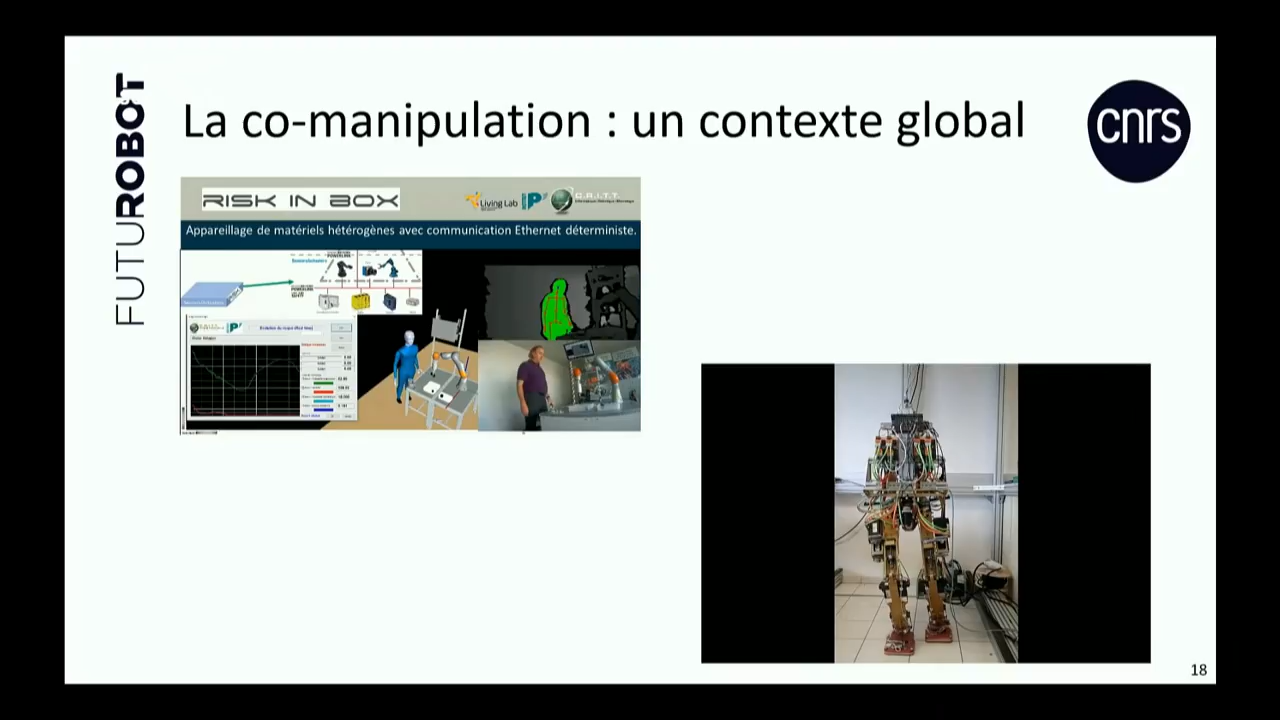 FUTUROBOT
La co-manipulation : un contexte global
cnrs
RISK IN BOX
Living Lab
C.R.I.T.T.
Appareillage de matériels hétérogènes avec communication Ethernet déterministe.
18